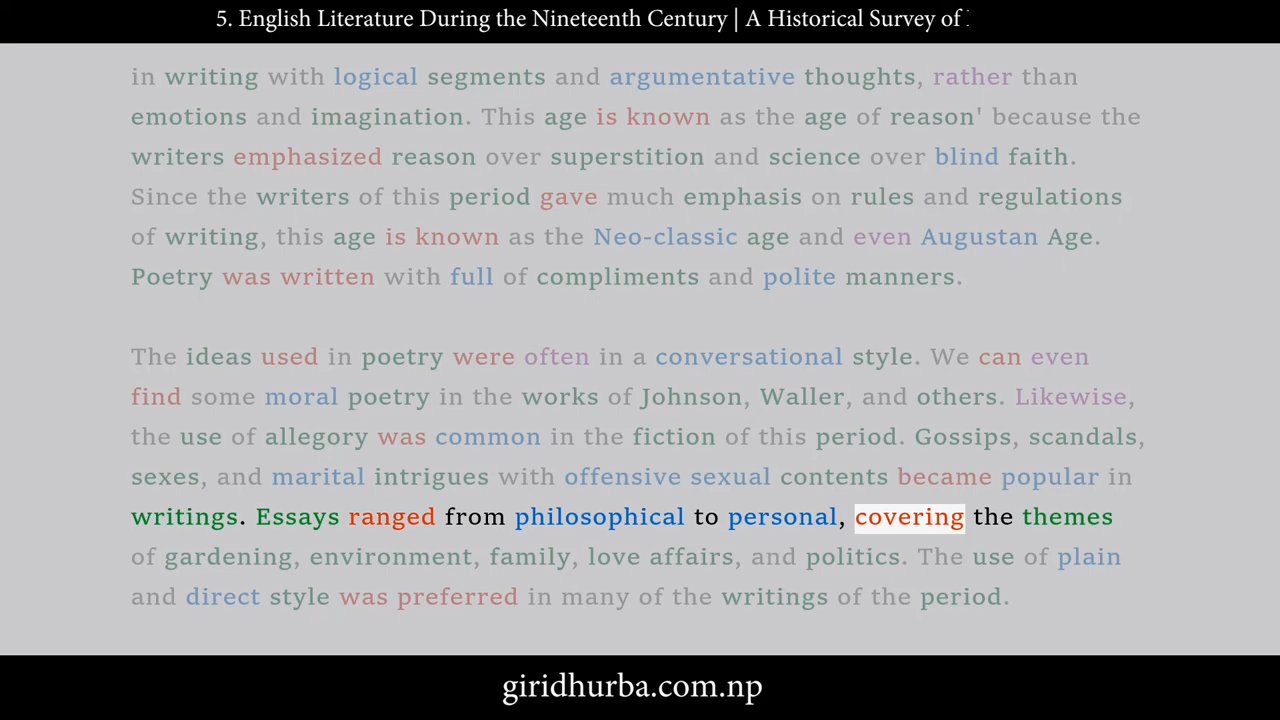 5. English Literature During the Nineteenth Century | A Historical Survey of
in writing with logical segments and argumentative thoughts, rather than
emotions and imagination. This age is known as the age of reason' because the
writers emphasized reason over superstition and science over blind faith.
Since the writers of this period gave much emphasis on rules and regulations
of writing, this age is known as the Neo-classic age and even Augustan Age.
Poetry was written with full of compliments and polite manners.
The ideas used in poetry were often in a conversational style. We can even
find some moral poetry in the works of Johnson, Waller, and others. Likewise,
the use of allegory was common in the fiction of this period. Gossips, scandals,
sexes, and marital intrigues with offensive sexual contents became popular in
writings. Essays ranged from philosophical to personal, covering the themes
of gardening, environment, family, love affairs, and politics. The use of plain
and direct style was preferred in many of the writings of the period.
giridhurba.com.np